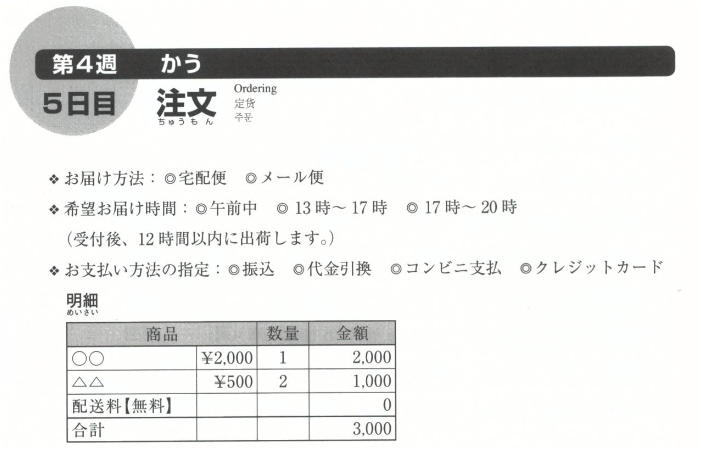 第4週 かう
5日目 注文 Ordering
ちゅうもん 定货
주문
❖お届け方法：◎宅配便 ◎メール便
❖希望お届け時間：◎午前中 ◎13時～17時 ◎17時～20時
（受付後、12時間以内に出荷します。）
❖お支払い方法の指定：◎振込 ◎代金引換 ◎コンビニ支払 ◎クレジットカード
明細
めいさい
商品 数量 金額
○○ ¥2,000 1 2,000
△△ ¥500 2 1,000
配送料【無料】 0
合計 3,000